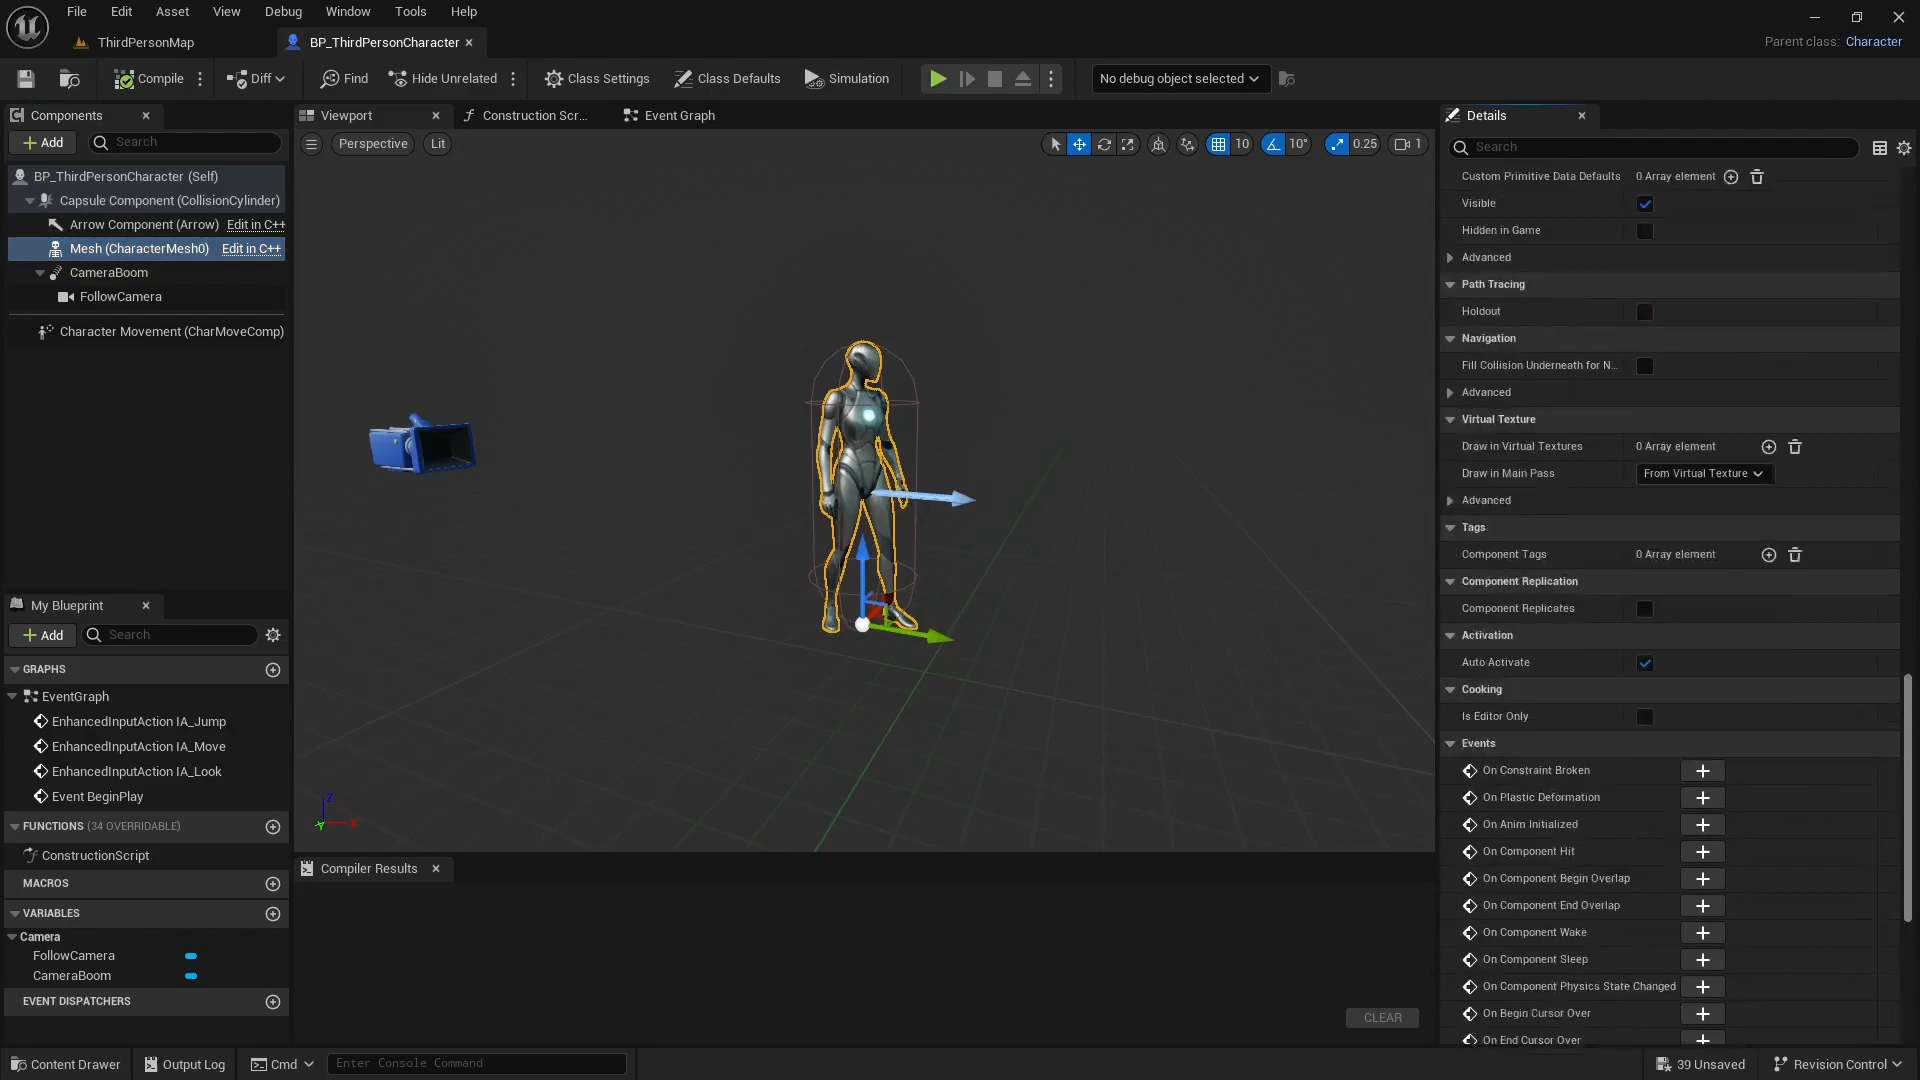 File Edit Asset View Debug Window Tools Help
ThirdPersonMap
BP_ThirdPersonCharacter
Parent class: Character
Compile
Diff
Find
Hide Unrelated
Class Settings
Class Defaults
Simulation
No debug object selected
Components
Add
Search
BP_ThirdPersonCharacter (Self)
Capsule Component (CollisionCylinder)
Arrow Component (Arrow) Edit in C++
Mesh (CharacterMesh0) Edit in C++
CameraBoom
FollowCamera
Character Movement (CharMoveComp)
My Blueprint
Add
Search
GRAPHS
EventGraph
EnhancedInputAction IA_Jump
EnhancedInputAction IA_Move
EnhancedInputAction IA_Look
Event BeginPlay
FUNCTIONS (34 OVERRIDABLE)
ConstructionScript
MACROS
VARIABLES
Camera
FollowCamera
CameraBoom
EVENT DISPATCHERS
Viewport
Construction Scr...
Event Graph
Perspective
Lit
10
10°
0.25
1
Z
X
Y
Compiler Results
CLEAR
Details
Search
Custom Primitive Data Defaults 0 Array element
Visible
Hidden in Game
Advanced
Path Tracing
Holdout
Navigation
Fill Collision Underneath for N...
Advanced
Virtual Texture
Draw in Virtual Textures 0 Array element
Draw in Main Pass From Virtual Texture
Advanced
Tags
Component Tags 0 Array element
Component Replication
Component Replicates
Activation
Auto Activate
Cooking
Is Editor Only
Events
On Constraint Broken
On Plastic Deformation
On Anim Initialized
On Component Hit
On Component Begin Overlap
On Component End Overlap
On Component Wake
On Component Sleep
On Component Physics State Changed
On Begin Cursor Over
On End Cursor Over
Content Drawer
Output Log
Cmd
Enter Console Command
39 Unsaved
Revision Control